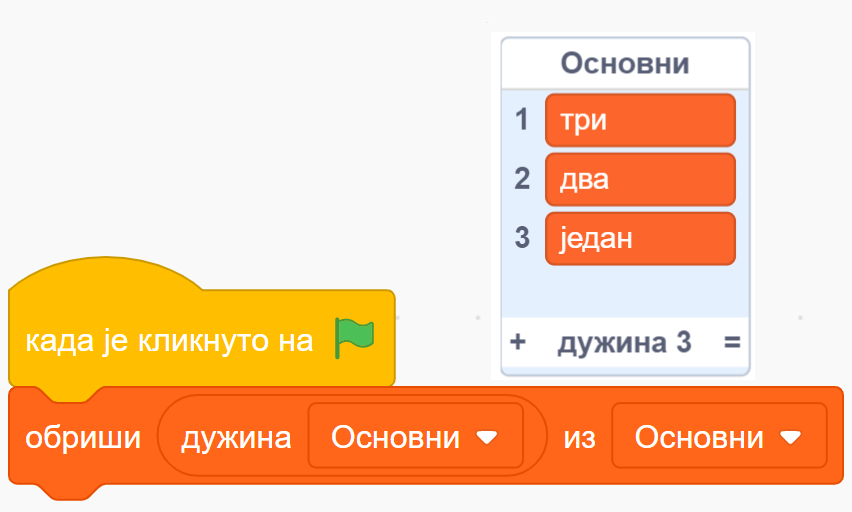 Основни
1 три
2 два
3 један
+ дужина 3 =
када је кликнуто на
обриши дужина Основни из Основни